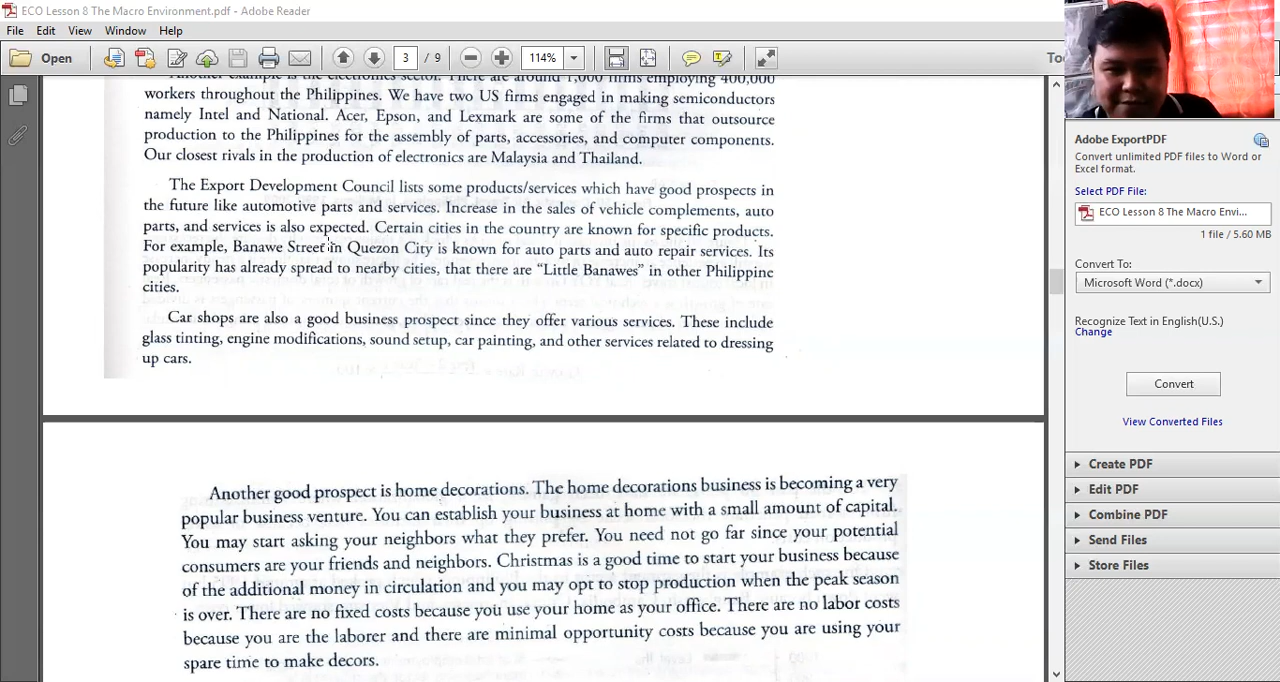 ECO Lesson 8 The Macro Environment.pdf - Adobe Reader
File Edit View Window Help
Open
3 / 9
114%
Another example is the electronics sector. There are around 1,000 firms employing 400,000
workers throughout the Philippines. We have two US firms engaged in making semiconductors
namely Intel and National. Acer, Epson, and Lexmark are some of the firms that outsource
production to the Philippines for the assembly of parts, accessories, and computer components.
Our closest rivals in the production of electronics are Malaysia and Thailand.
The Export Development Council lists some products/services which have good prospects in
the future like automotive parts and services. Increase in the sales of vehicle complements, auto
parts, and services is also expected. Certain cities in the country are known for specific products.
For example, Banawe Street in Quezon City is known for auto parts and auto repair services. Its
popularity has already spread to nearby cities, that there are “Little Banawes” in other Philippine
cities.
Car shops are also a good business prospect since they offer various services. These include
glass tinting, engine modifications, sound setup, car painting, and other services related to dressing
up cars.
Another good prospect is home decorations. The home decorations business is becoming a very
popular business venture. You can establish your business at home with a small amount of capital.
You may start asking your neighbors what they prefer. You need not go far since your potential
consumers are your friends and neighbors. Christmas is a good time to start your business because
of the additional money in circulation and you may opt to stop production when the peak season
is over. There are no fixed costs because you use your home as your office. There are no labor costs
because you are the laborer and there are minimal opportunity costs because you are using your
spare time to make decors.
Adobe ExportPDF
Convert unlimited PDF files to Word or
Excel format.
Select PDF File:
ECO Lesson 8 The Macro Envi...
1 file / 5.60 MB
Convert To:
Microsoft Word (*.docx)
Recognize Text in English(U.S.)
Change
Convert
View Converted Files
Create PDF
Edit PDF
Combine PDF
Send Files
Store Files